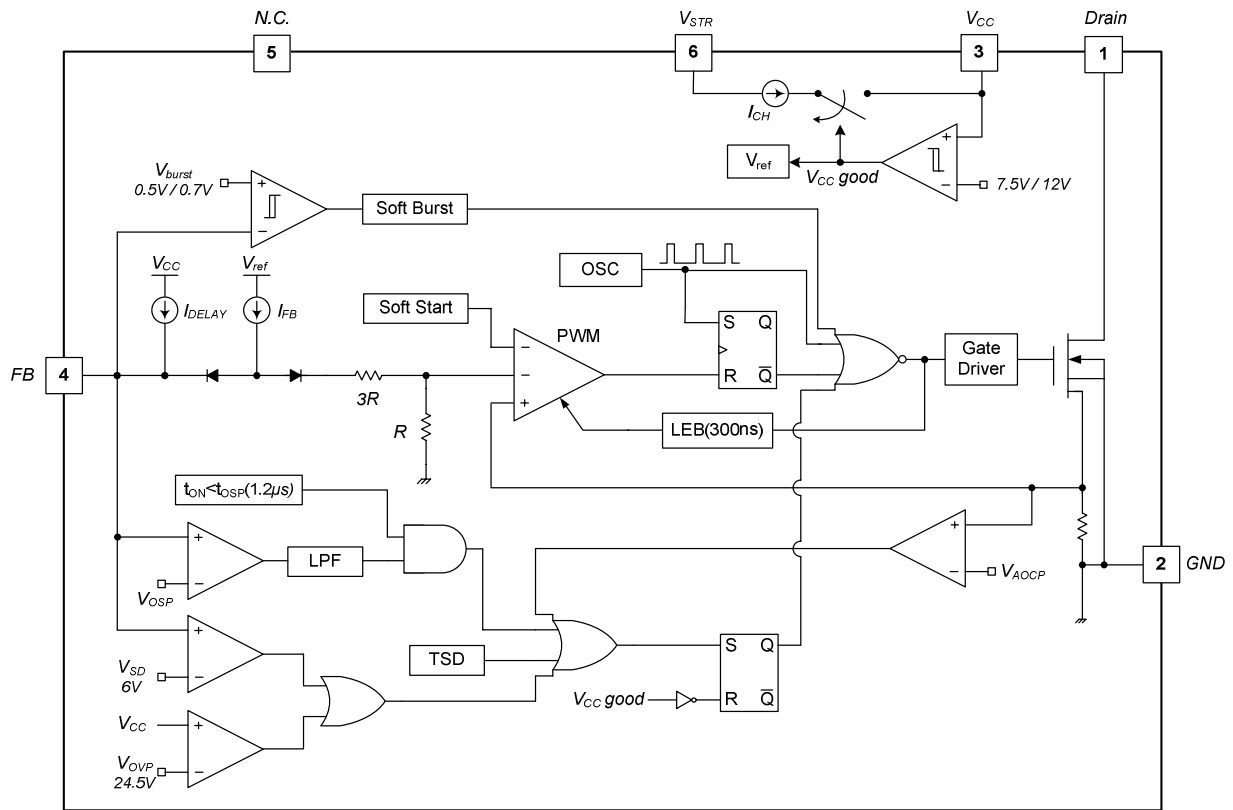 N.C.
V_STR
V_CC
Drain
5
6
3
1
I_CH
+
V_ref
V_CC good
−
7.5V / 12V
V_burst
0.5V / 0.7V
+
−
Soft Burst
V_CC
V_ref
OSC
I_DELAY
I_FB
Soft Start
PWM
S Q
R Q̅
Gate
Driver
FB
4
−
−
+
3R
R
LEB(300ns)
t_ON<t_OSP(1.2µs)
+
−
LPF
V_OSP
+
−
V_AOCP
2
GND
+
−
V_SD
6V
TSD
S Q
R Q̅
V_CC good
V_CC
+
−
V_OVP
24.5V